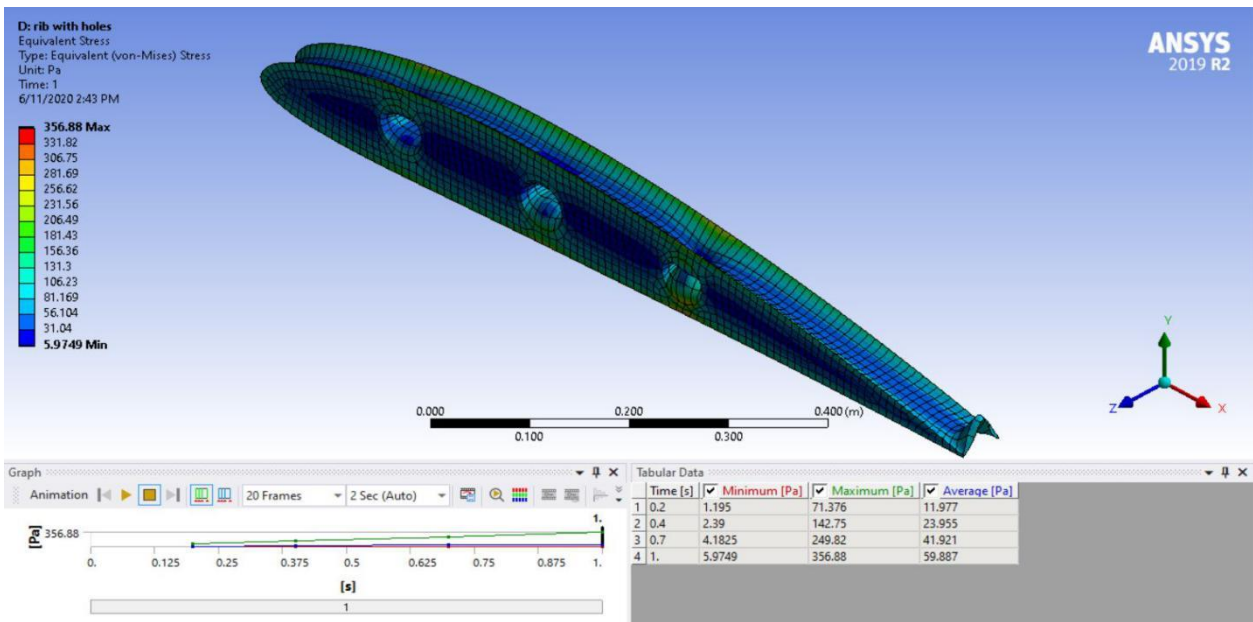 D: rib with holes
Equivalent Stress
Type: Equivalent (von-Mises) Stress
Unit: Pa
Time: 1
6/11/2020 2:43 PM
356.88 Max
331.82
306.75
281.69
256.62
231.56
206.49
181.43
156.36
131.3
106.23
81.169
56.104
31.04
5.9749 Min
ANSYS
2019 R2
0.000 0.200 0.400 (m)
0.100 0.300
Y
Z X
Graph
Animation 20 Frames 2 Sec (Auto)
1.
[Pa] 356.88
0. 0.125 0.25 0.375 0.5 0.625 0.75 0.875 1.
[s]
1
Tabular Data
Time [s] Minimum [Pa] Maximum [Pa] Average [Pa]
1 0.2 1.195 71.376 11.977
2 0.4 2.39 142.75 23.955
3 0.7 4.1825 249.82 41.921
4 1. 5.9749 356.88 59.887